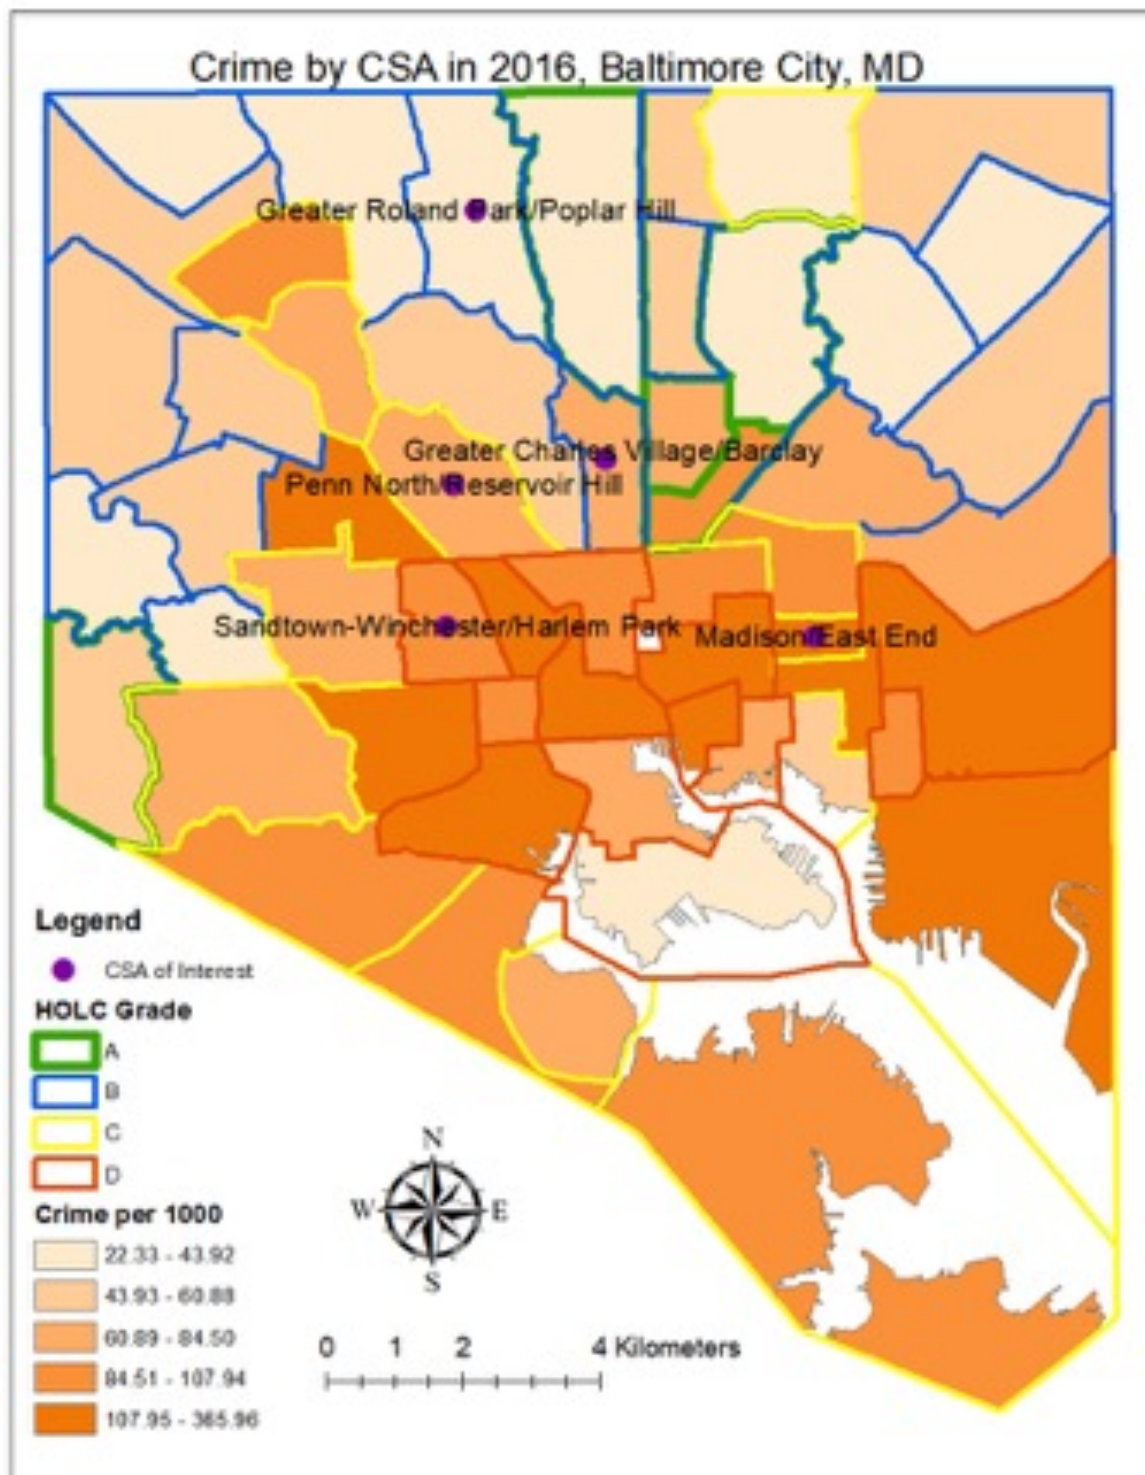 Crime by CSA in 2016, Baltimore City, MD
Greater Roland Park/Poplar Hill
Greater Charles Village/Barclay
Penn North/Reservoir Hill
Sandtown-Winchester/Harlem Park
Madison/East End
Legend
CSA of Interest
HOLC Grade
A
B
C
D
Crime per 1000
22.33 - 43.92
43.93 - 60.88
60.89 - 84.50
84.51 - 107.94
107.95 - 365.96
N
W E
S
0 1 2 4 Kilometers